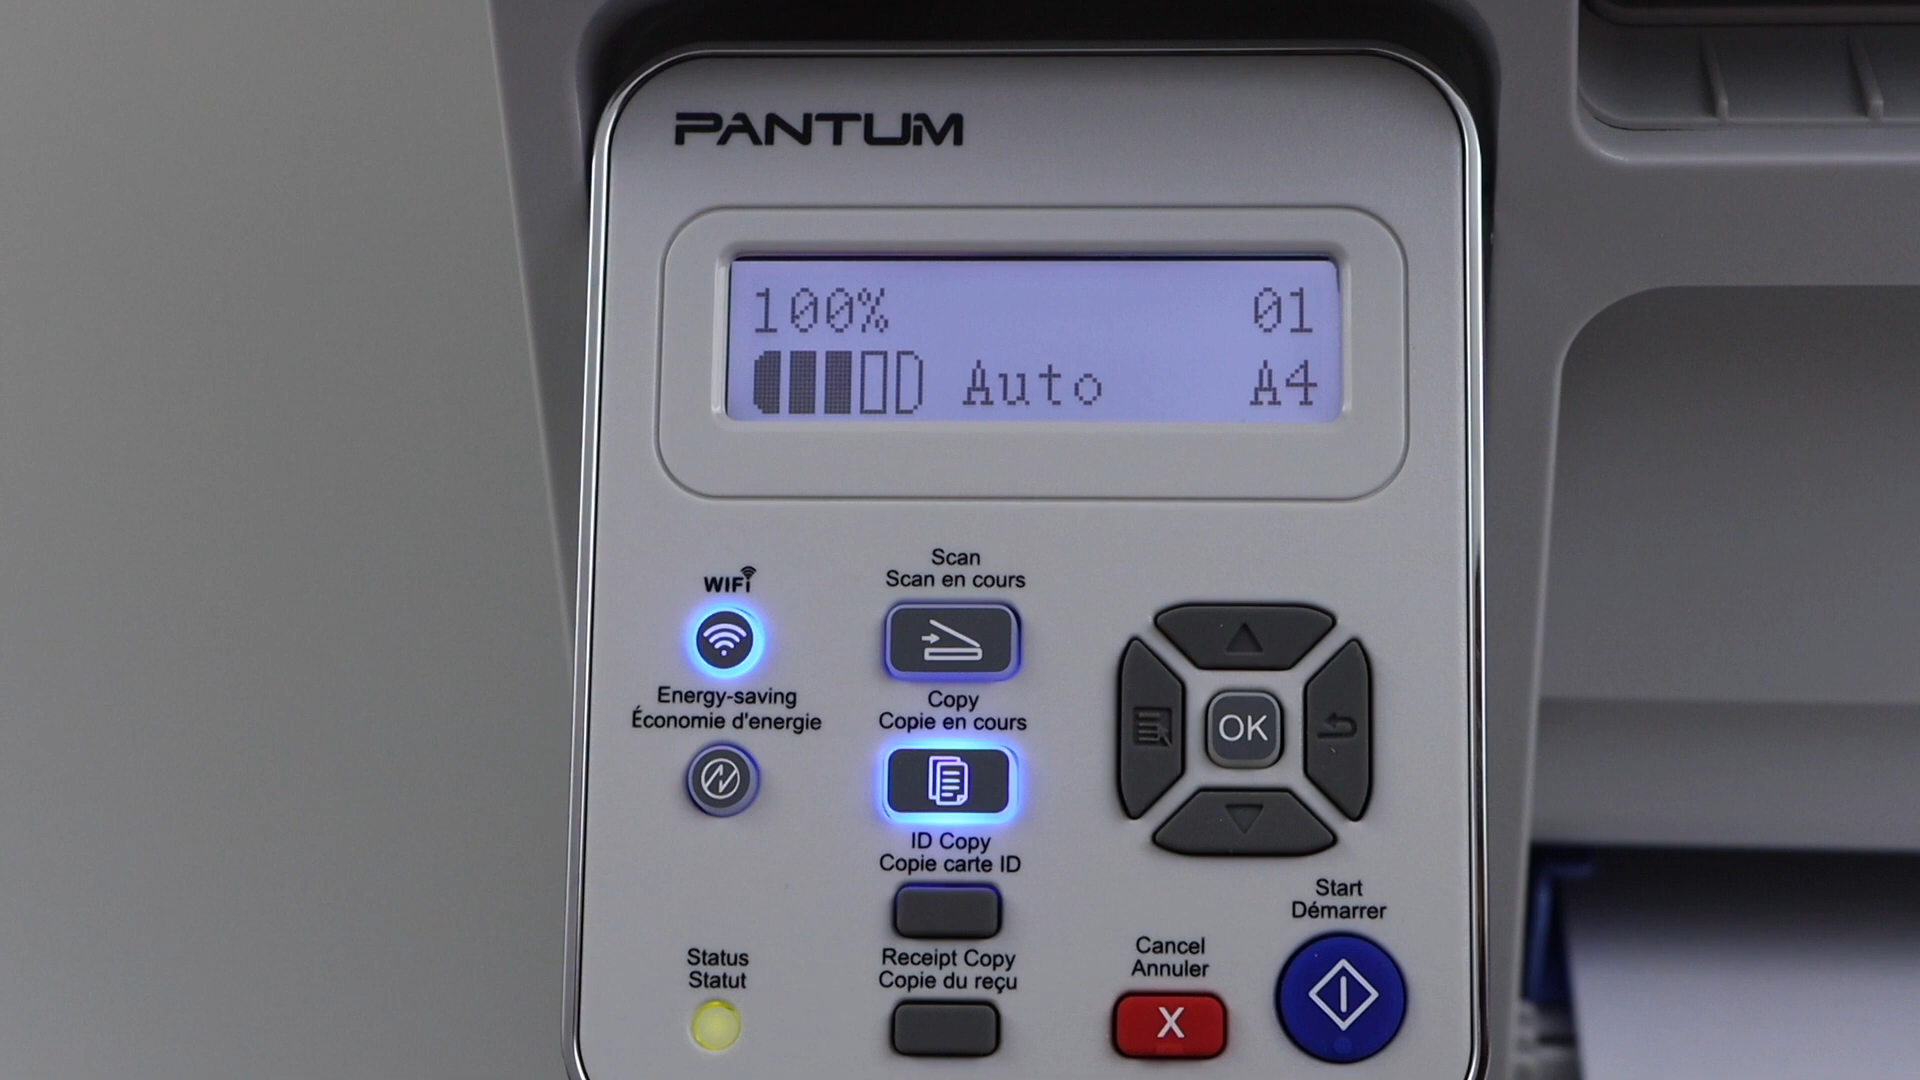 PANTUM
100% 01
Auto A4
WIFi
Energy-saving
Économie d'energie
Scan
Scan en cours
Copy
Copie en cours
ID Copy
Copie carte ID
Receipt Copy
Copie du reçu
Status
Statut
OK
Cancel
Annuler
X
Start
Démarrer